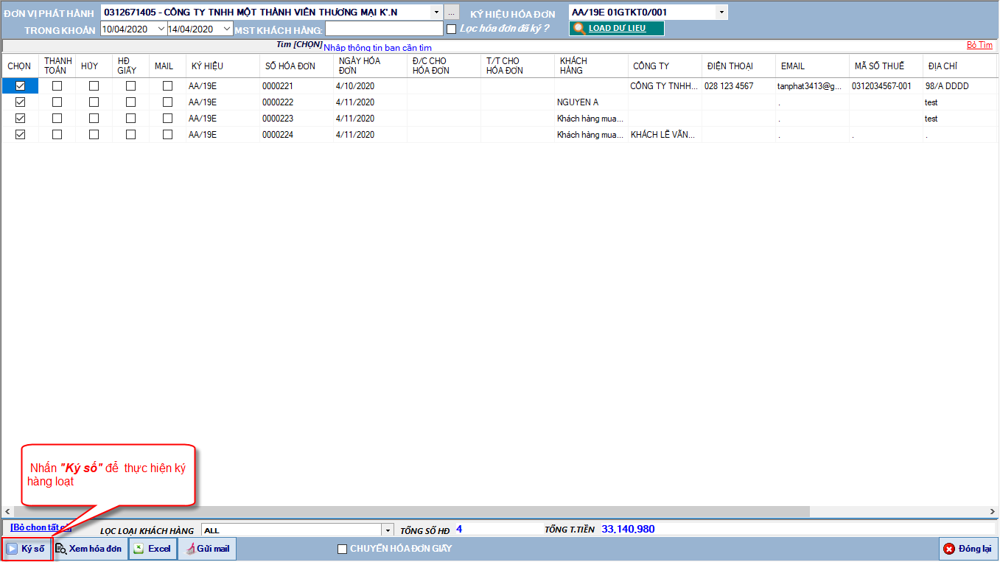 ĐƠN VỊ PHÁT HÀNH 0312671405 - CÔNG TY TNHH MỘT THÀNH VIÊN THƯƠNG MẠI K'.N ... KÝ HIỆU HÓA ĐƠN AA/19E 01GTKT0/001
TRONG KHOẢN 10/04/2020 14/04/2020 MST KHÁCH HÀNG: Lọc hóa đơn đã ký ? LOAD DƯ LIEU
Tìm [CHỌN] Nhập thông tin bạn cần tìm Bỏ Tìm
CHỌN THANH TOÁN HỦY HĐ GIẤY MAIL KÝ HIỆU SỐ HÓA ĐƠN NGÀY HÓA ĐƠN Đ/C CHO HÓA ĐƠN T/T CHO HÓA ĐƠN KHÁCH HÀNG CÔNG TY ĐIỆN THOẠI EMAIL MÃ SỐ THUẾ ĐỊA CHỈ
AA/19E 0000221 4/10/2020 CÔNG TY TNHH... 028 123 4567 tanphat3413@g... 0312034567-001 98/A DDDD
AA/19E 0000222 4/11/2020 NGUYEN A . test
AA/19E 0000223 4/11/2020 Khách hàng mua... . test
AA/19E 0000224 4/11/2020 Khách hàng mua... KHÁCH LẼ VÃN... . . .
Nhấn "Ký số" để thực hiện ký
hàng loạt
[Bỏ chọn tất cả] LỌC LOẠI KHÁCH HÀNG ALL TỔNG SỐ HĐ 4 TỔNG T.TIỀN 33,140,980
Ký số Xem hóa đơn Excel Gửi mail CHUYỂN HÓA ĐƠN GIẤY Đóng lại